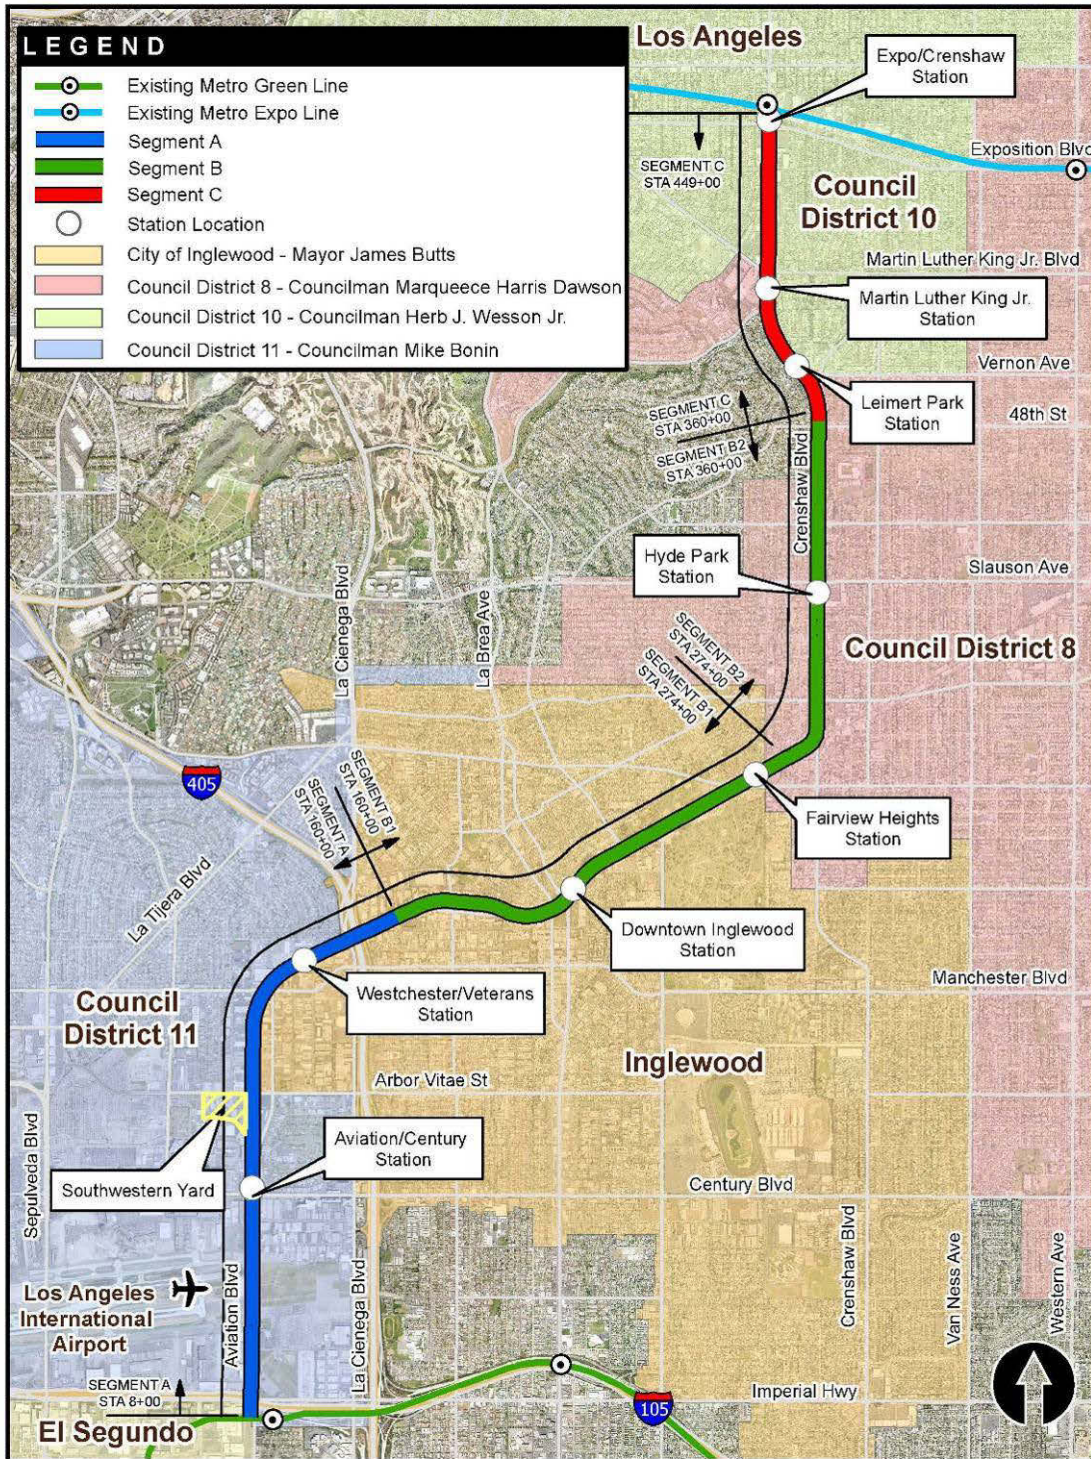 LEGEND
Existing Metro Green Line
Existing Metro Expo Line
Segment A
Segment B
Segment C
Station Location
City of Inglewood - Mayor James Butts
Council District 8 - Councilman Marqueece Harris Dawson
Council District 10 - Councilman Herb J. Wesson Jr.
Council District 11 - Councilman Mike Bonin
Los Angeles
Expo/Crenshaw
Station
Exposition Blvd
SEGMENT C
STA 449+00
Council
District 10
Martin Luther King Jr. Blvd
Martin Luther King Jr.
Station
Vernon Ave
Leimert Park
Station
48th St
SEGMENT C
STA 360+00
SEGMENT B2
STA 360+00
Crenshaw Blvd
Hyde Park
Station
Slauson Ave
La Cienega Blvd
La Brea Ave
Council District 8
SEGMENT B2
STA 274+00
SEGMENT B1
STA 274+00
405
SEGMENT B1
STA 160+00
SEGMENT A
STA 160+00
Fairview Heights
Station
La Tijera Blvd
Downtown Inglewood
Station
Manchester Blvd
Westchester/Veterans
Station
Council
District 11
Inglewood
Arbor Vitae St
Aviation/Century
Station
Southwestern Yard
Century Blvd
Sepulveda Blvd
Los Angeles
International
Airport
Aviation Blvd
La Cienega Blvd
Crenshaw Blvd
Van Ness Ave
Western Ave
SEGMENT A
STA 8+00
Imperial Hwy
El Segundo
105